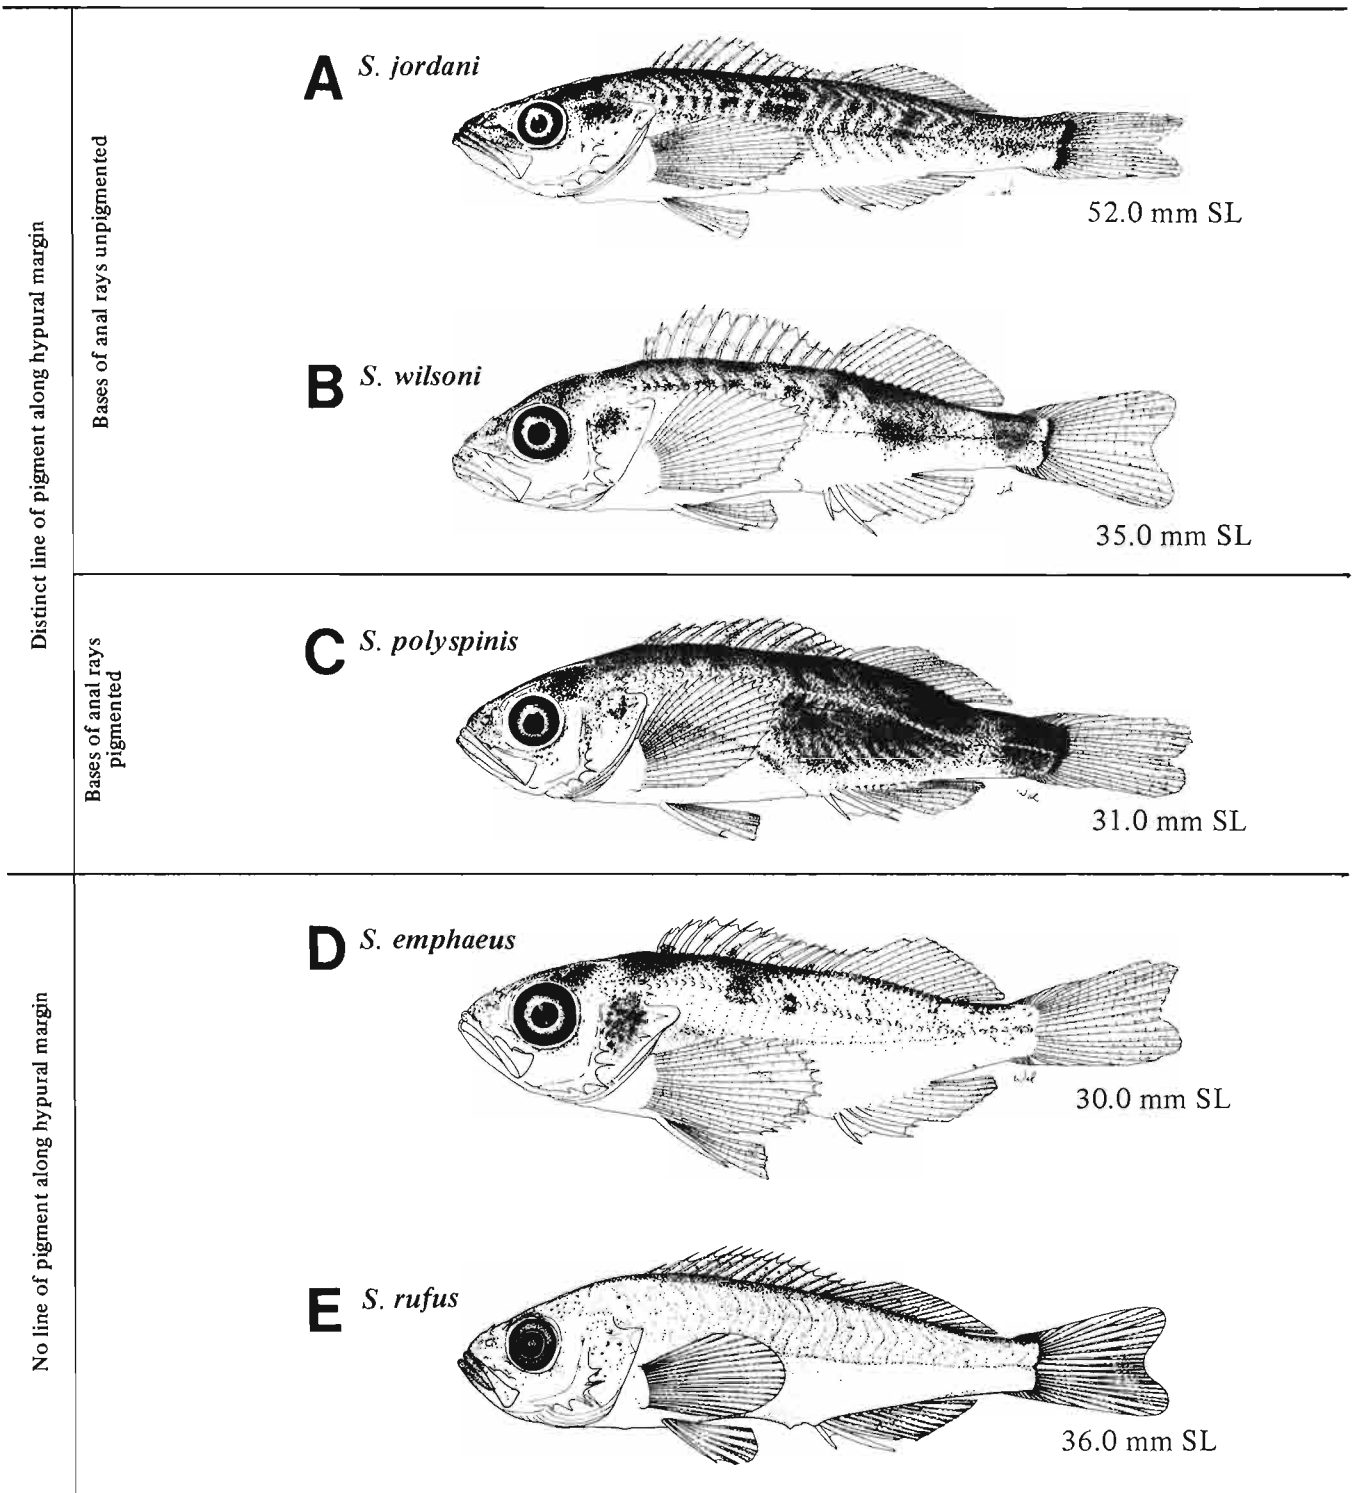 Distinct line of pigment along hypural margin
Bases of anal rays unpigmented
A S. jordani
52.0 mm SL
B S. wilsoni
35.0 mm SL
Bases of anal rays
pigmented
C S. polyspinis
31.0 mm SL
No line of pigment along hypural margin
D S. emphaeus
30.0 mm SL
E S. rufus
36.0 mm SL